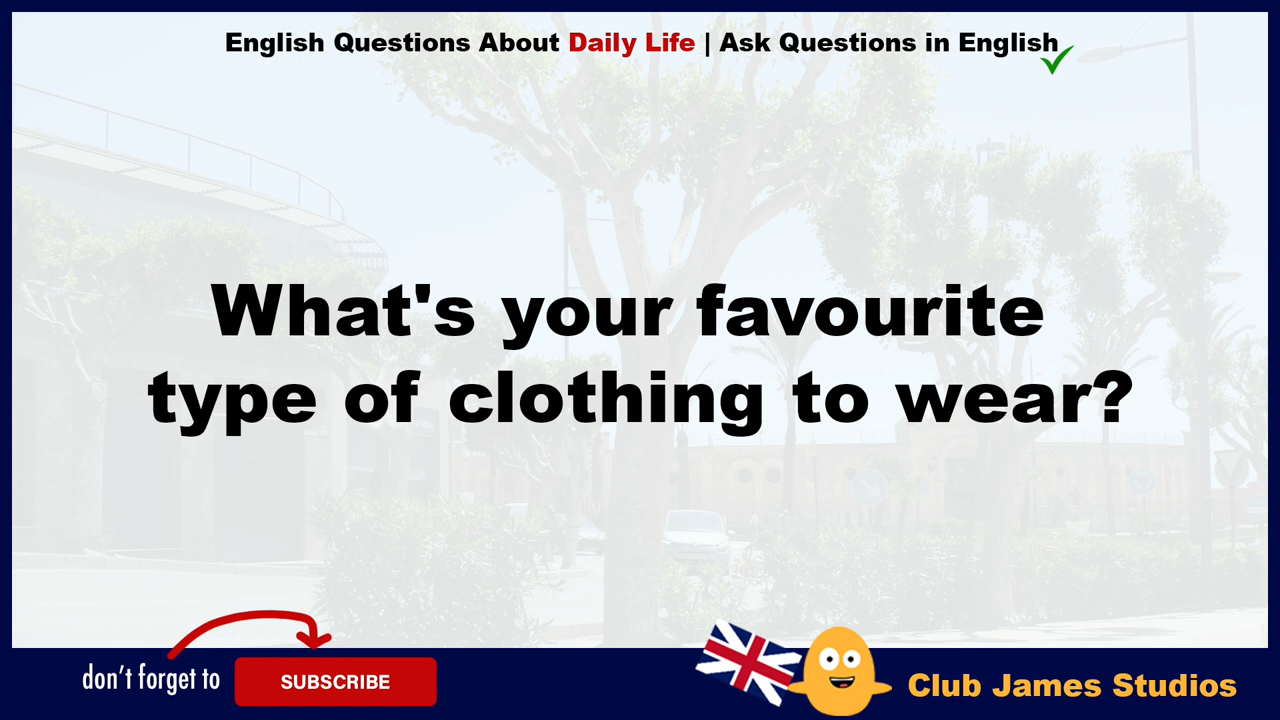 English Questions About Daily Life | Ask Questions in English
What's your favourite
type of clothing to wear?
don't forget to
SUBSCRIBE
Club James Studios